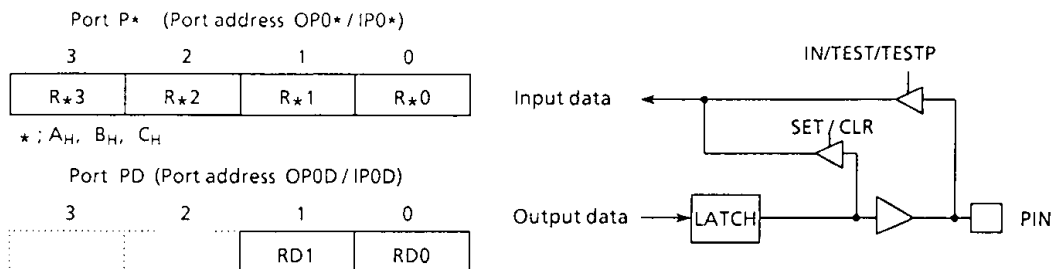 Port P* (Port address OP0* / IP0*)
3 2 1 0
R*3 R*2 R*1 R*0
* ; AH, BH, CH
Port PD (Port address OP0D / IP0D)
3 2 1 0
RD1 RD0
IN/TEST/TESTP
Input data
SET / CLR
Output data LATCH PIN